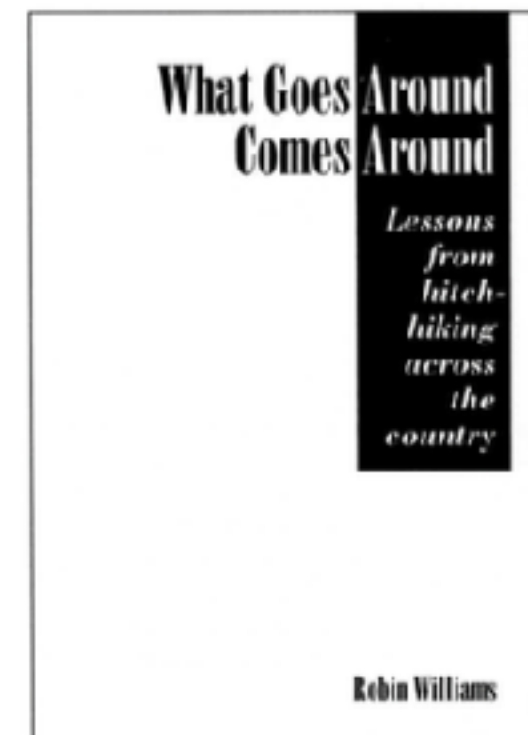 What Goes Around
Comes Around
Lessons
from
hitch-
hiking
across
the
country
Robin Williams